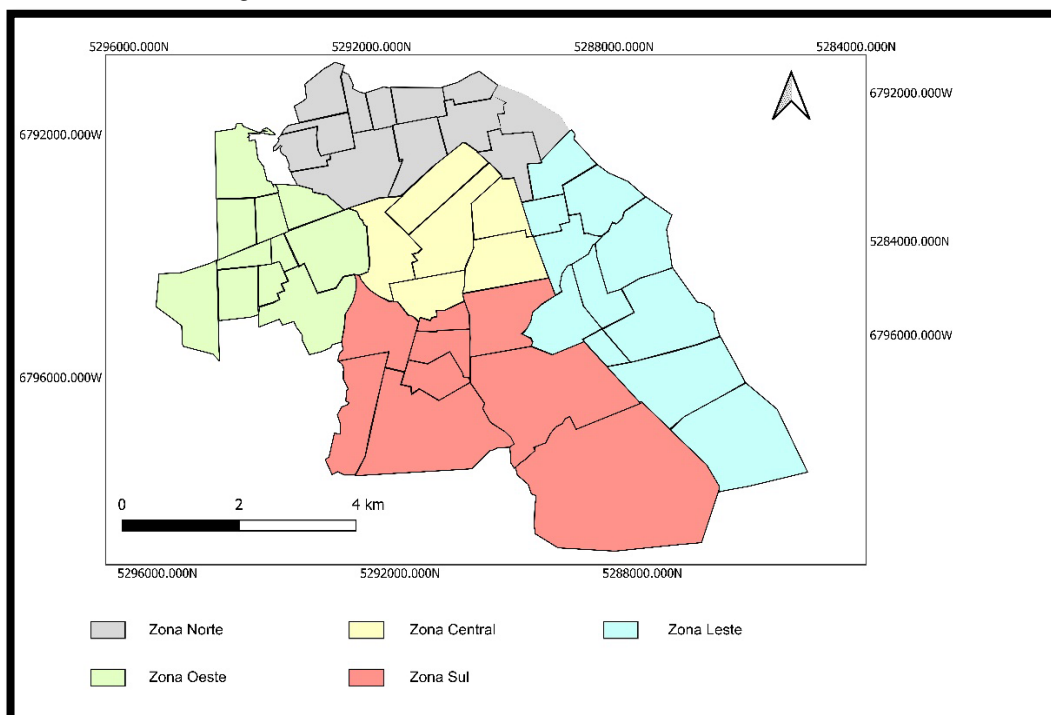 5296000.000N 5292000.000N 5288000.000N 5284000.000N
6792000.000W
6792000.000W
5284000.000N
6796000.000W
6796000.000W
0 2 4 km
5296000.000N 5292000.000N 5288000.000N
Zona Norte Zona Central Zona Leste
Zona Oeste Zona Sul